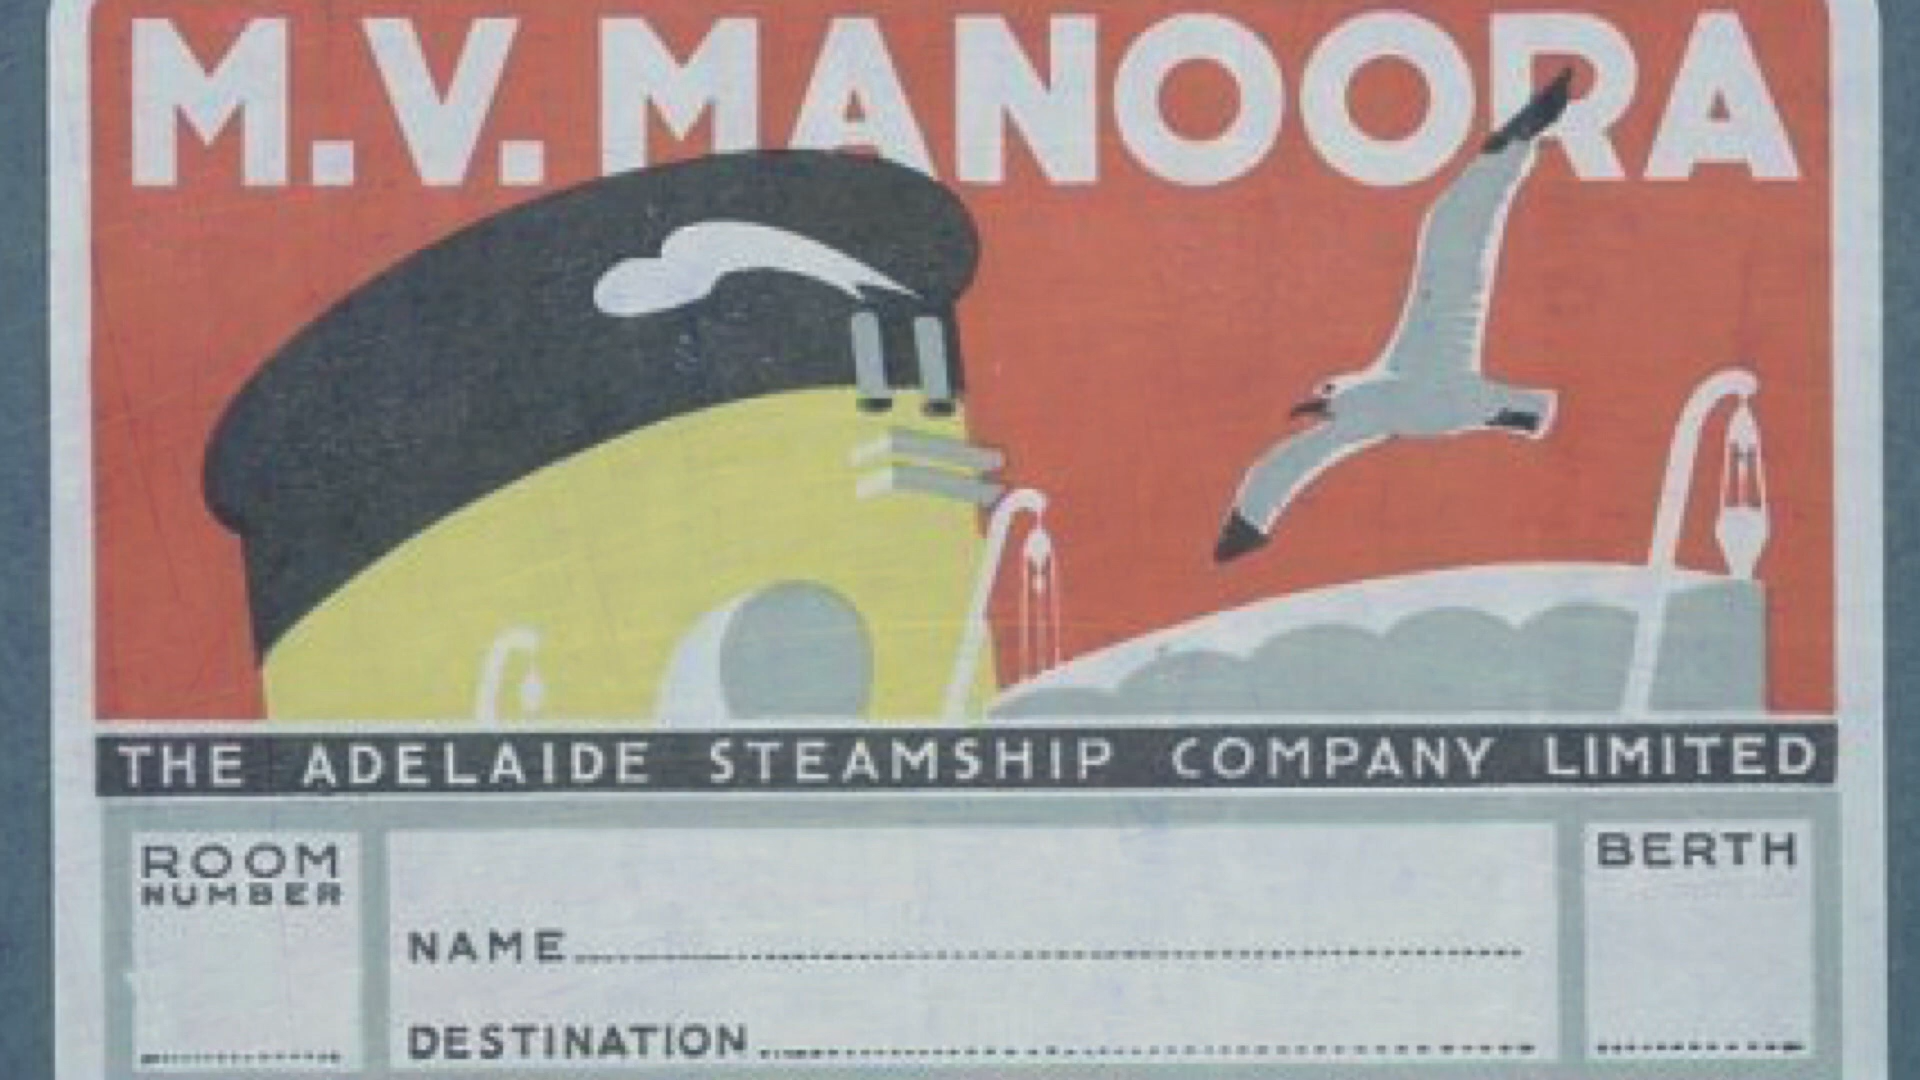 M.V. MANOORA
THE ADELAIDE STEAMSHIP COMPANY LIMITED
ROOM
NUMBER
BERTH
NAME
DESTINATION